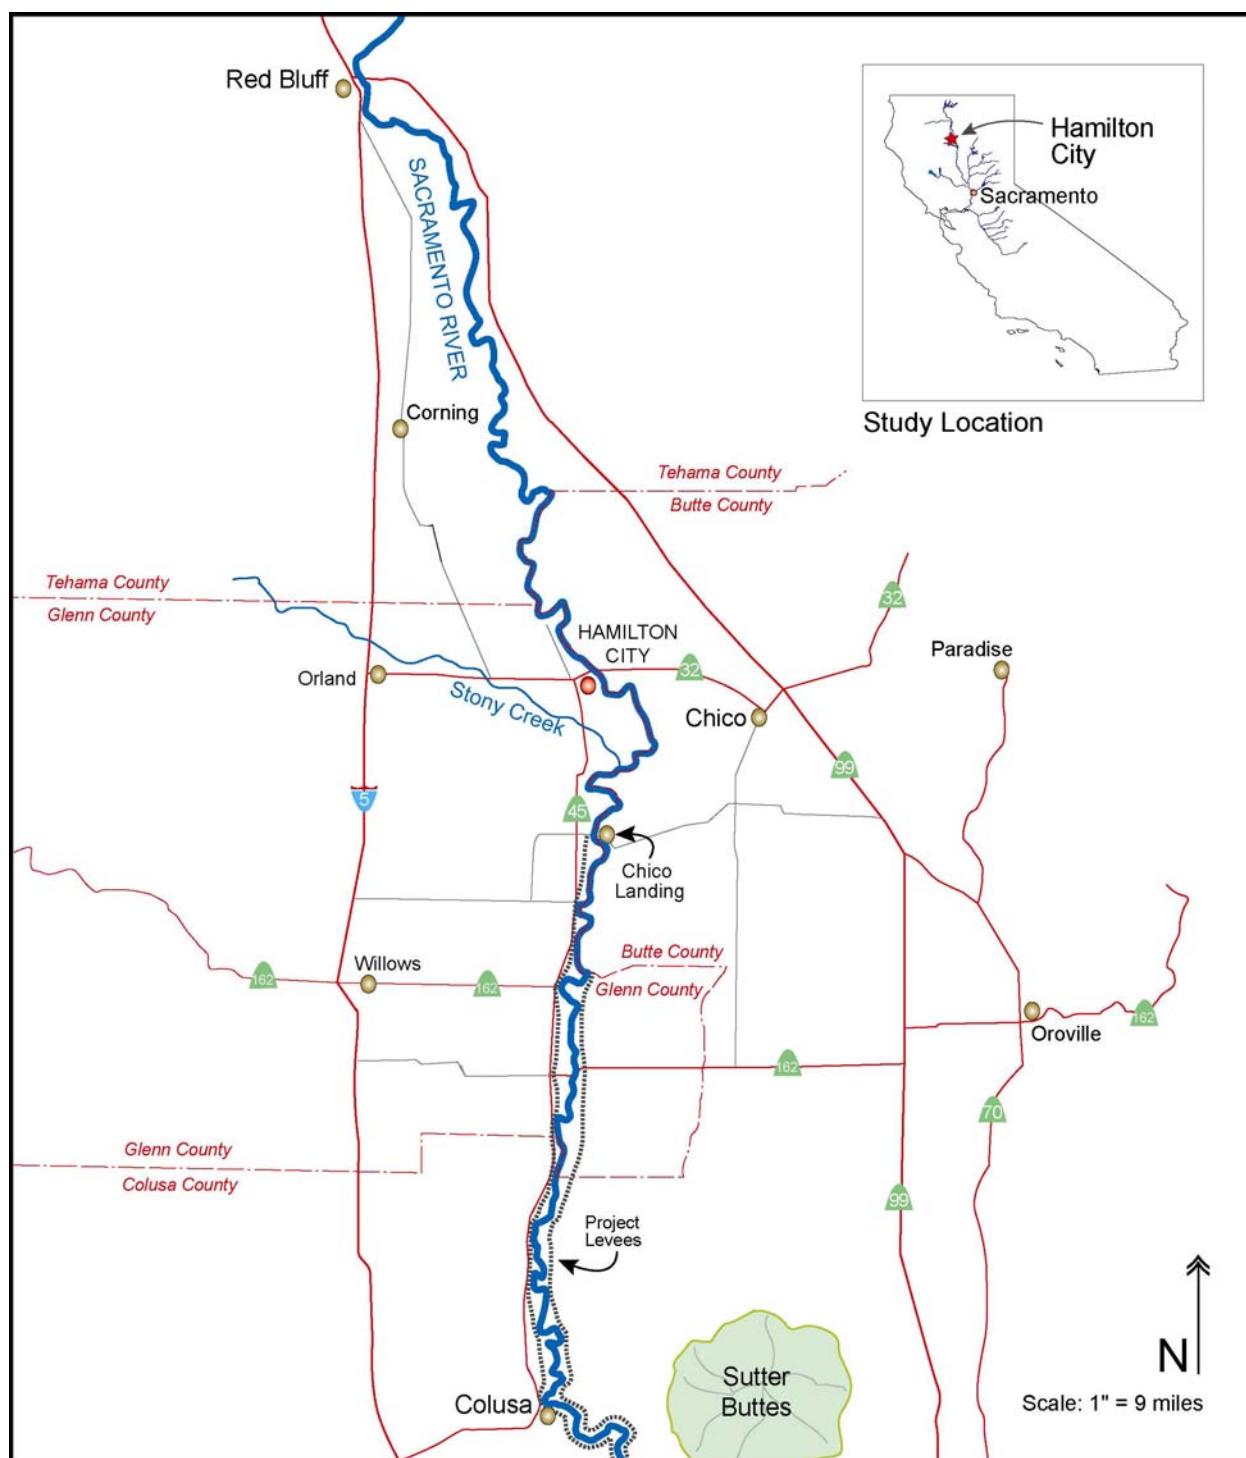 Red Bluff
SACRAMENTO RIVER
Hamilton
City
Sacramento
Study Location
Corning
Tehama County
Butte County
Tehama County
Glenn County
HAMILTON
CITY
32
32
Paradise
Orland
Stony Creek
Chico
99
5
45
Chico
Landing
Butte County
Glenn County
Willows
162
162
162
Oroville
162
70
Glenn County
Colusa County
99
Project
Levees
Sutter
Buttes
N
Scale: 1" = 9 miles
Colusa